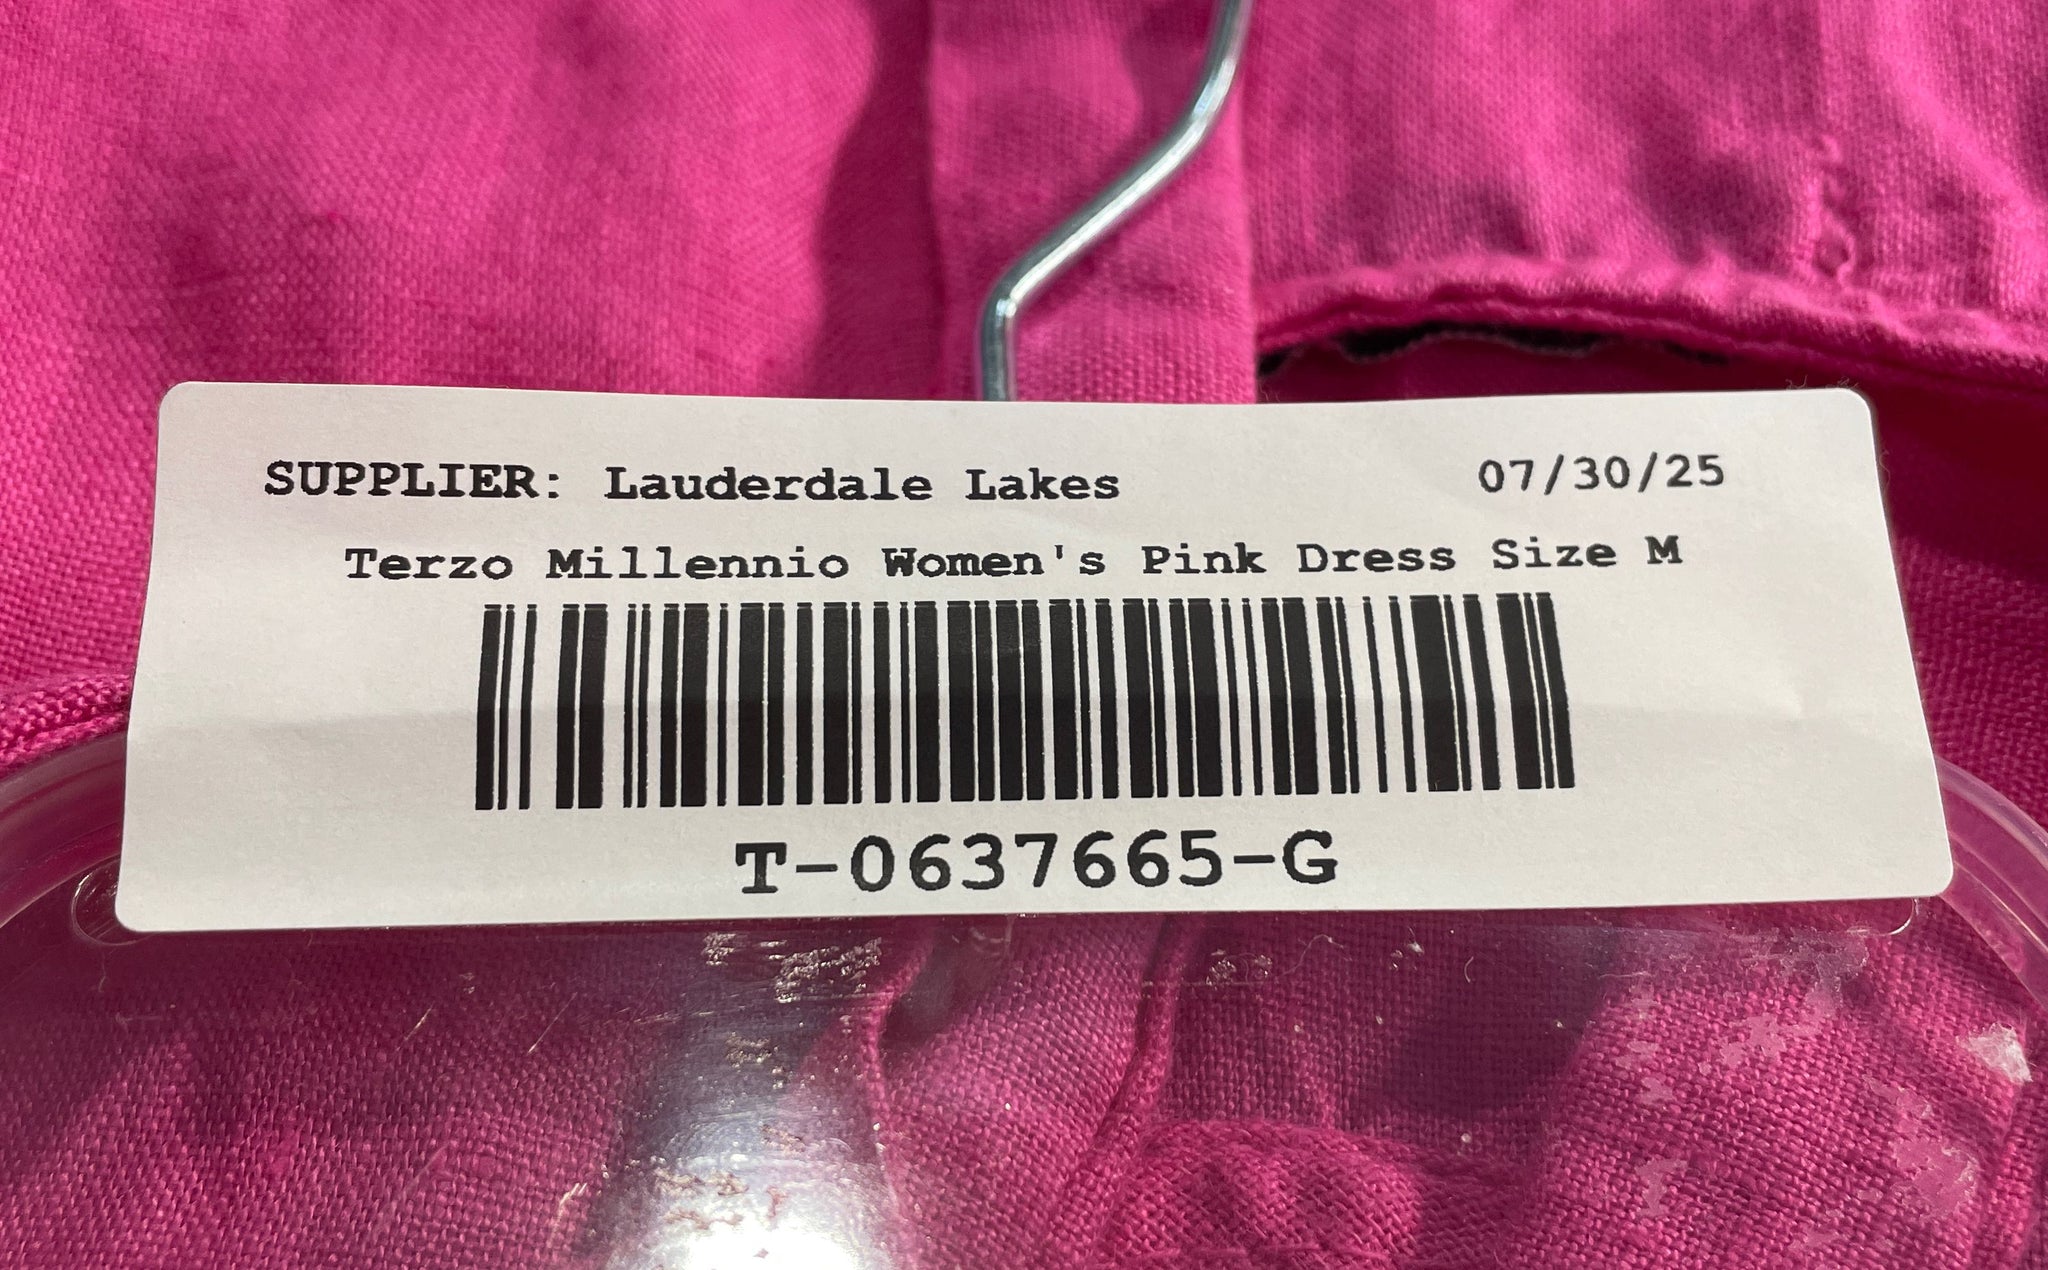 SUPPLIER: Lauderdale Lakes 07/30/25
Terzo Millennio Women's Pink Dress Size M
T-0637665-G